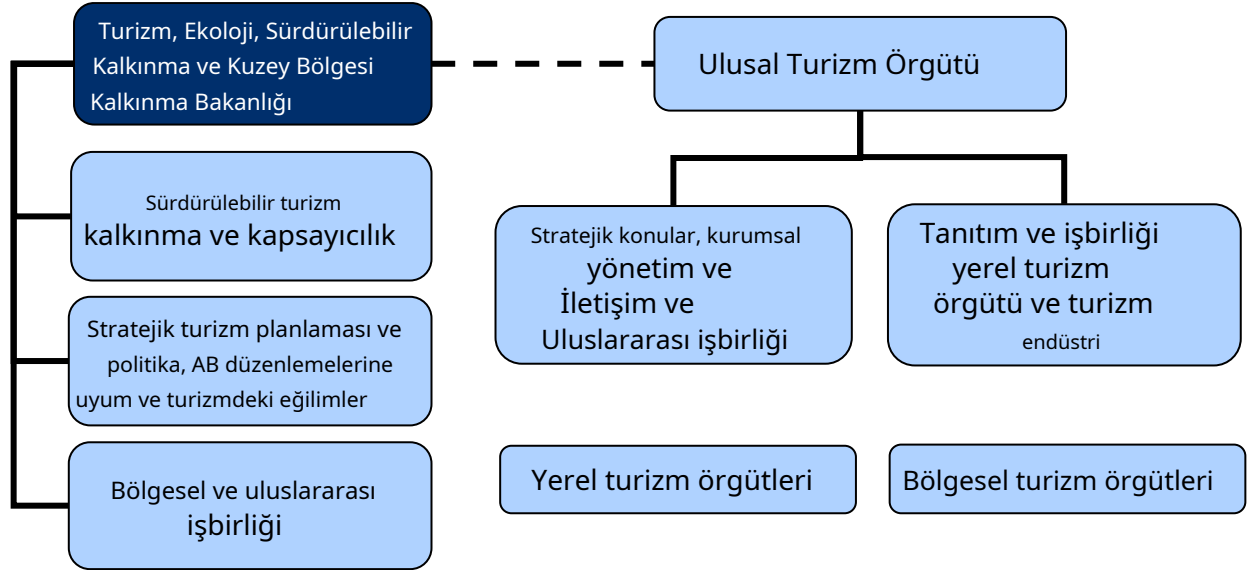 Turizm, Ekoloji, Sürdürülebilir
Kalkınma ve Kuzey Bölgesi
Kalkınma Bakanlığı
Ulusal Turizm Örgütü
Sürdürülebilir turizm
kalkınma ve kapsayıcılık
Stratejik turizm planlaması ve
politika, AB düzenlemelerine
uyum ve turizmdeki eğilimler
Bölgesel ve uluslararası
işbirliği
Stratejik konular, kurumsal
yönetim ve
İletişim ve
Uluslararası işbirliği
Tanıtım ve işbirliği
yerel turizm
örgütü ve turizm
endüstri
Yerel turizm örgütleri
Bölgesel turizm örgütleri